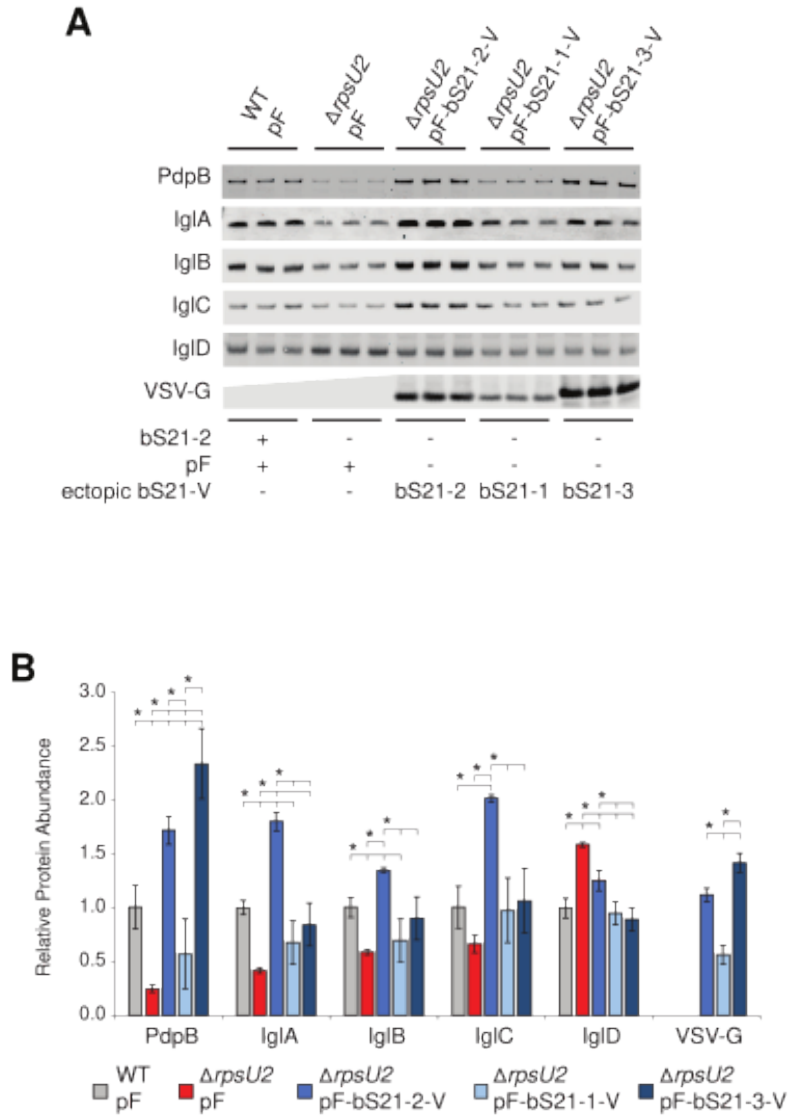 A
WT
pF
ΔrpsU2
pF
ΔrpsU2
pF-bS21-2-V
ΔrpsU2
pF-bS21-1-V
ΔrpsU2
pF-bS21-3-V
PdpB
IglA
IglB
IglC
IglD
VSV-G
bS21-2 + - - - -
pF + + - - -
ectopic bS21-V - - bS21-2 bS21-1 bS21-3
B
Relative Protein Abundance
3.0
2.5
2.0
1.5
1.0
0.5
0.0
* * * *
* * *
* * *
* * *
* * *
* *
PdpB IglA IglB IglC IglD VSV-G
WT ΔrpsU2 ΔrpsU2 ΔrpsU2 ΔrpsU2
pF pF pF-bS21-2-V pF-bS21-1-V pF-bS21-3-V